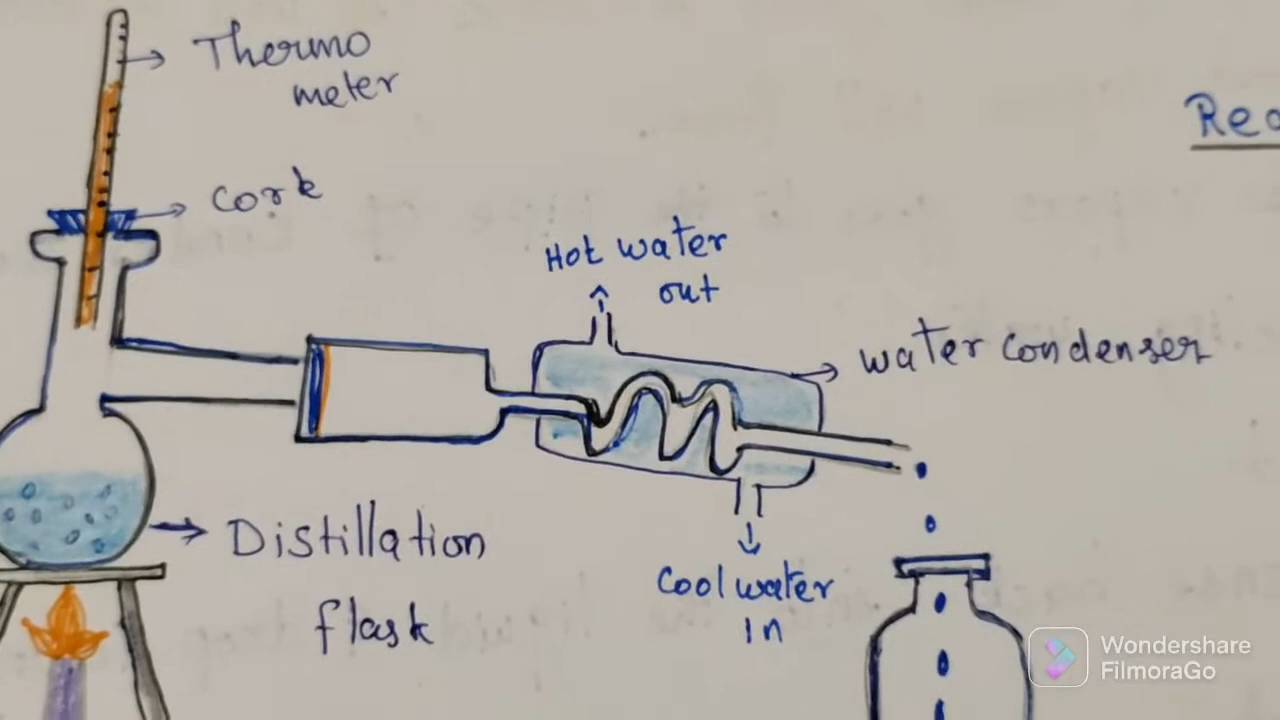 Thermo
meter
Cork
Hot water
out
water condenser
Distillation
flask
Cool water
in
Wondershare
FilmoraGo